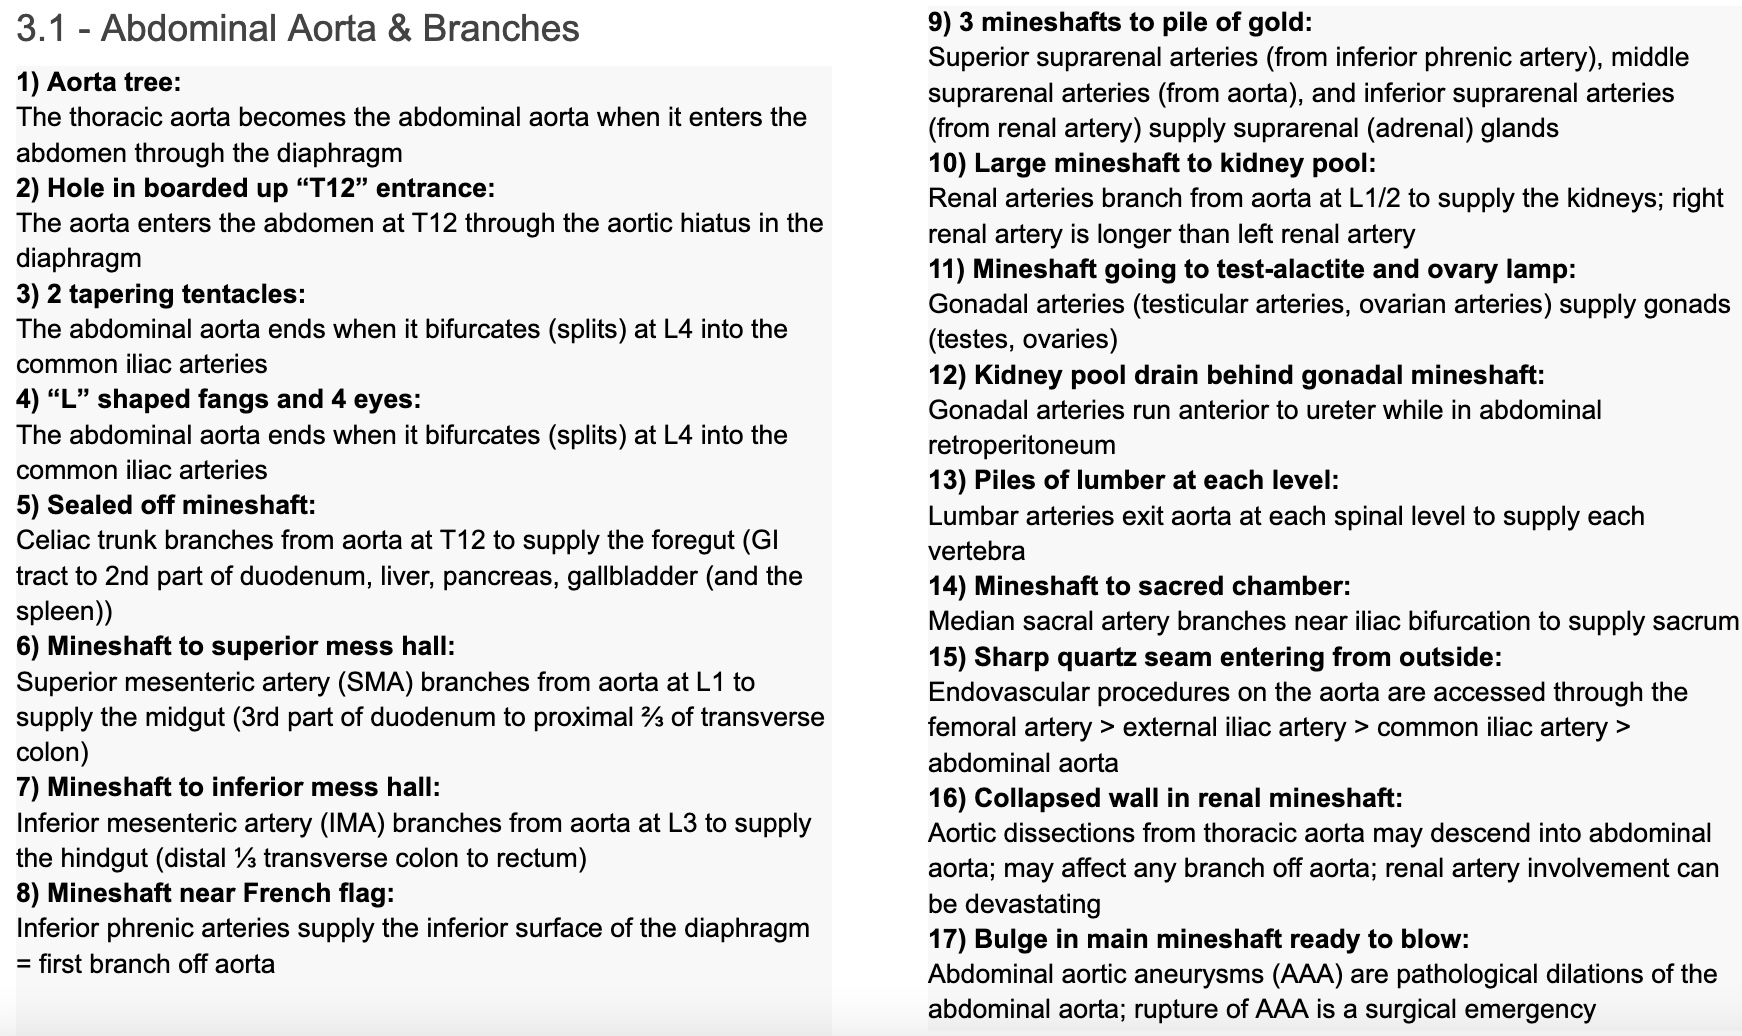 3.1 - Abdominal Aorta & Branches
1) Aorta tree:
The thoracic aorta becomes the abdominal aorta when it enters the
abdomen through the diaphragm
2) Hole in boarded up “T12” entrance:
The aorta enters the abdomen at T12 through the aortic hiatus in the
diaphragm
3) 2 tapering tentacles:
The abdominal aorta ends when it bifurcates (splits) at L4 into the
common iliac arteries
4) “L” shaped fangs and 4 eyes:
The abdominal aorta ends when it bifurcates (splits) at L4 into the
common iliac arteries
5) Sealed off mineshaft:
Celiac trunk branches from aorta at T12 to supply the foregut (GI
tract to 2nd part of duodenum, liver, pancreas, gallbladder (and the
spleen))
6) Mineshaft to superior mess hall:
Superior mesenteric artery (SMA) branches from aorta at L1 to
supply the midgut (3rd part of duodenum to proximal ⅔ of transverse
colon)
7) Mineshaft to inferior mess hall:
Inferior mesenteric artery (IMA) branches from aorta at L3 to supply
the hindgut (distal ⅓ transverse colon to rectum)
8) Mineshaft near French flag:
Inferior phrenic arteries supply the inferior surface of the diaphragm
= first branch off aorta
9) 3 mineshafts to pile of gold:
Superior suprarenal arteries (from inferior phrenic artery), middle
suprarenal arteries (from aorta), and inferior suprarenal arteries
(from renal artery) supply suprarenal (adrenal) glands
10) Large mineshaft to kidney pool:
Renal arteries branch from aorta at L1/2 to supply the kidneys; right
renal artery is longer than left renal artery
11) Mineshaft going to test-alactite and ovary lamp:
Gonadal arteries (testicular arteries, ovarian arteries) supply gonads
(testes, ovaries)
12) Kidney pool drain behind gonadal mineshaft:
Gonadal arteries run anterior to ureter while in abdominal
retroperitoneum
13) Piles of lumber at each level:
Lumbar arteries exit aorta at each spinal level to supply each
vertebra
14) Mineshaft to sacred chamber:
Median sacral artery branches near iliac bifurcation to supply sacrum
15) Sharp quartz seam entering from outside:
Endovascular procedures on the aorta are accessed through the
femoral artery > external iliac artery > common iliac artery >
abdominal aorta
16) Collapsed wall in renal mineshaft:
Aortic dissections from thoracic aorta may descend into abdominal
aorta; may affect any branch off aorta; renal artery involvement can
be devastating
17) Bulge in main mineshaft ready to blow:
Abdominal aortic aneurysms (AAA) are pathological dilations of the
abdominal aorta; rupture of AAA is a surgical emergency